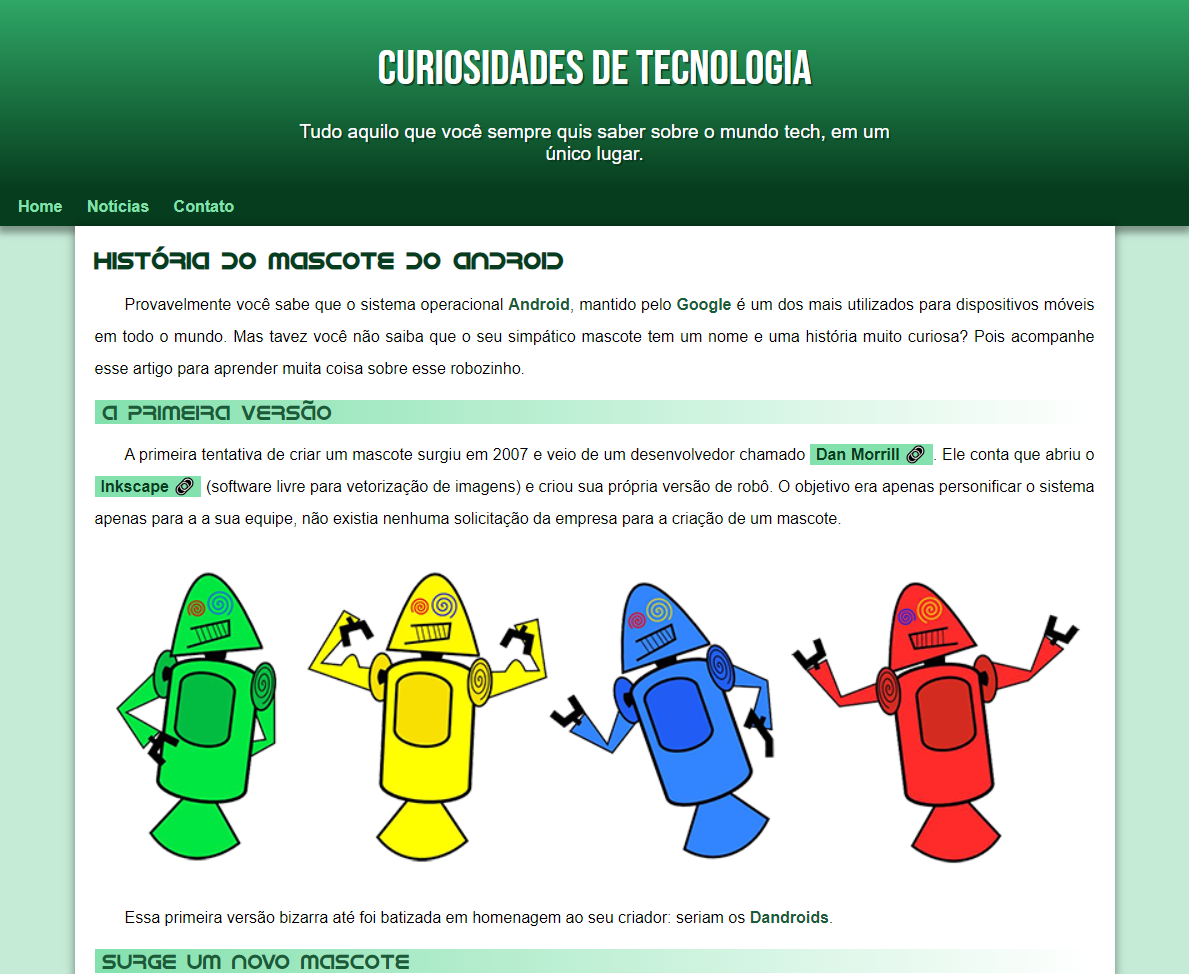 CURIOSIDADES DE TECNOLOGIA
Tudo aquilo que você sempre quis saber sobre o mundo tech, em um
único lugar.
Home Notícias Contato
HISTÓRIA DO MASCOTE DO ANDROID
Provavelmente você sabe que o sistema operacional Android, mantido pelo Google é um dos mais utilizados para dispositivos móveis
em todo o mundo. Mas tavez você não saiba que o seu simpático mascote tem um nome e uma história muito curiosa? Pois acompanhe
esse artigo para aprender muita coisa sobre esse robozinho.
A PRIMEIRA VERSÃO
A primeira tentativa de criar um mascote surgiu em 2007 e veio de um desenvolvedor chamado Dan Morrill . Ele conta que abriu o
Inkscape (software livre para vetorização de imagens) e criou sua própria versão de robô. O objetivo era apenas personificar o sistema
apenas para a a sua equipe, não existia nenhuma solicitação da empresa para a criação de um mascote.
Essa primeira versão bizarra até foi batizada em homenagem ao seu criador: seriam os Dandroids.
SURGE UM NOVO MASCOTE